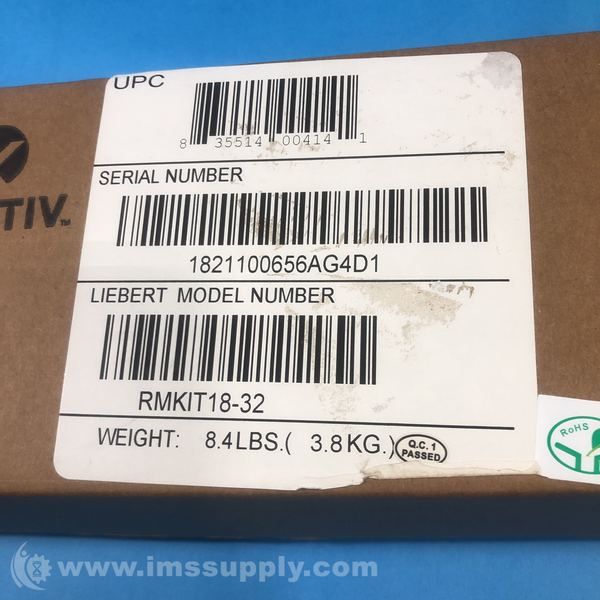 UPC
8 35514 00414 1
SERIAL NUMBER
TIV™
1821100656AG4D1
LIEBERT MODEL NUMBER
RMKIT18-32
WEIGHT: 8.4LBS.( 3.8KG.)
Q.C.1
PASSED
RoHS
www.imssupply.com